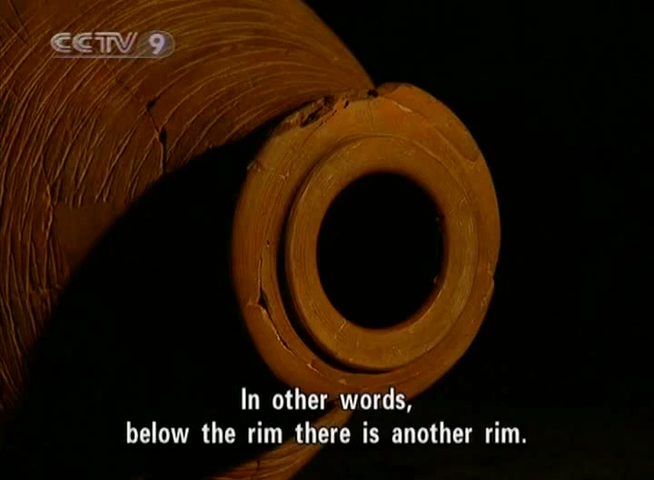 CCTV 9
In other words,
below the rim there is another rim.